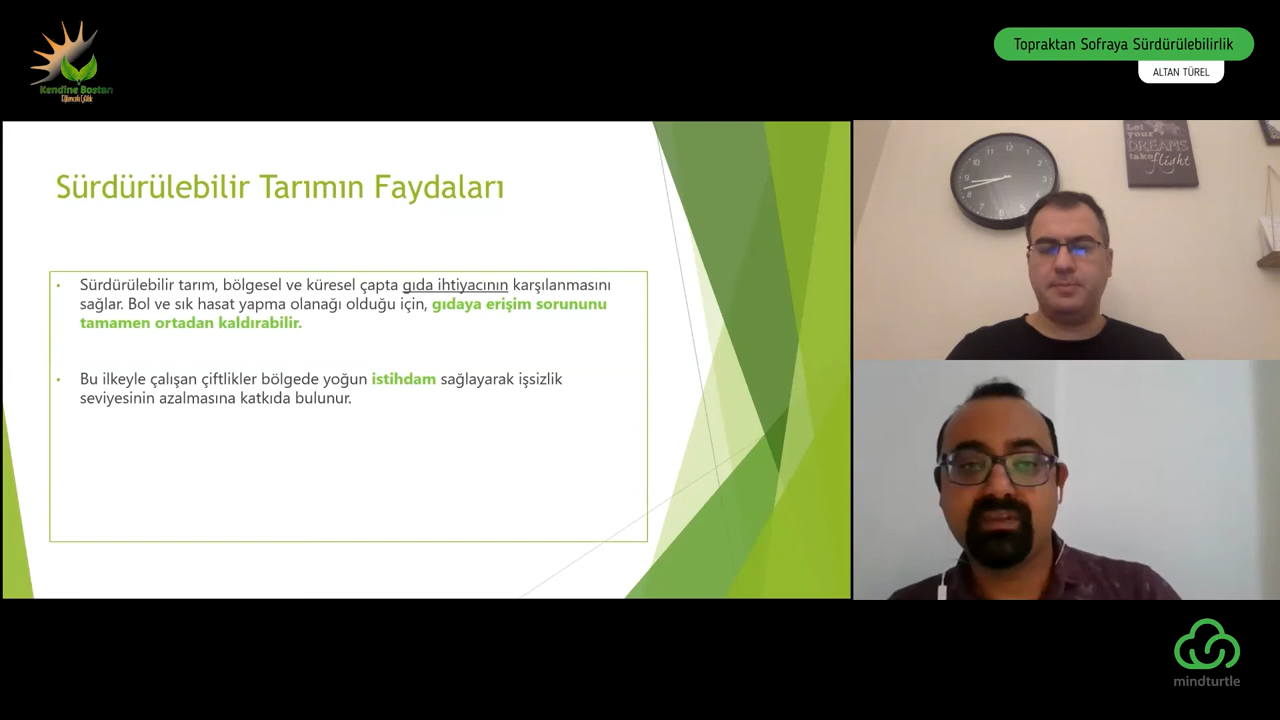 Kendine Bostan
Eğlenceli Çiftlik
Topraktan Sofraya Sürdürülebilirlik
ALTAN TÜREL
Sürdürülebilir Tarımın Faydaları
• Sürdürülebilir tarım, bölgesel ve küresel çapta gıda ihtiyacının karşılanmasını
sağlar. Bol ve sık hasat yapma olanağı olduğu için, gıdaya erişim sorununu
tamamen ortadan kaldırabilir.
• Bu ilkeyle çalışan çiftlikler bölgede yoğun istihdam sağlayarak işsizlik
seviyesinin azalmasına katkıda bulunur.
Let
your
DREAMS
take flight
mindturtle